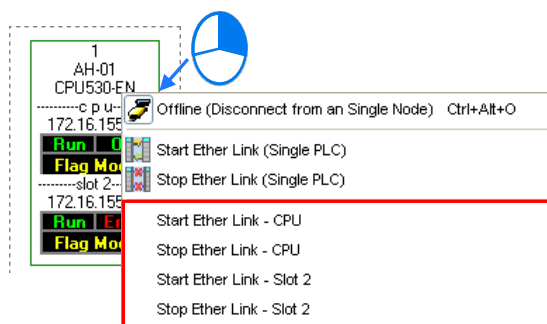 1
AH-01
CPU530-EN
---------c p u--
172.16.155
Run
Flag Mo
---------slot 2--
172.16.155
Run
Flag Mo
Offline (Disconnect from an Single Node) Ctrl+Alt+O
Start Ether Link (Single PLC)
Stop Ether Link (Single PLC)
Start Ether Link - CPU
Stop Ether Link - CPU
Start Ether Link - Slot 2
Stop Ether Link - Slot 2